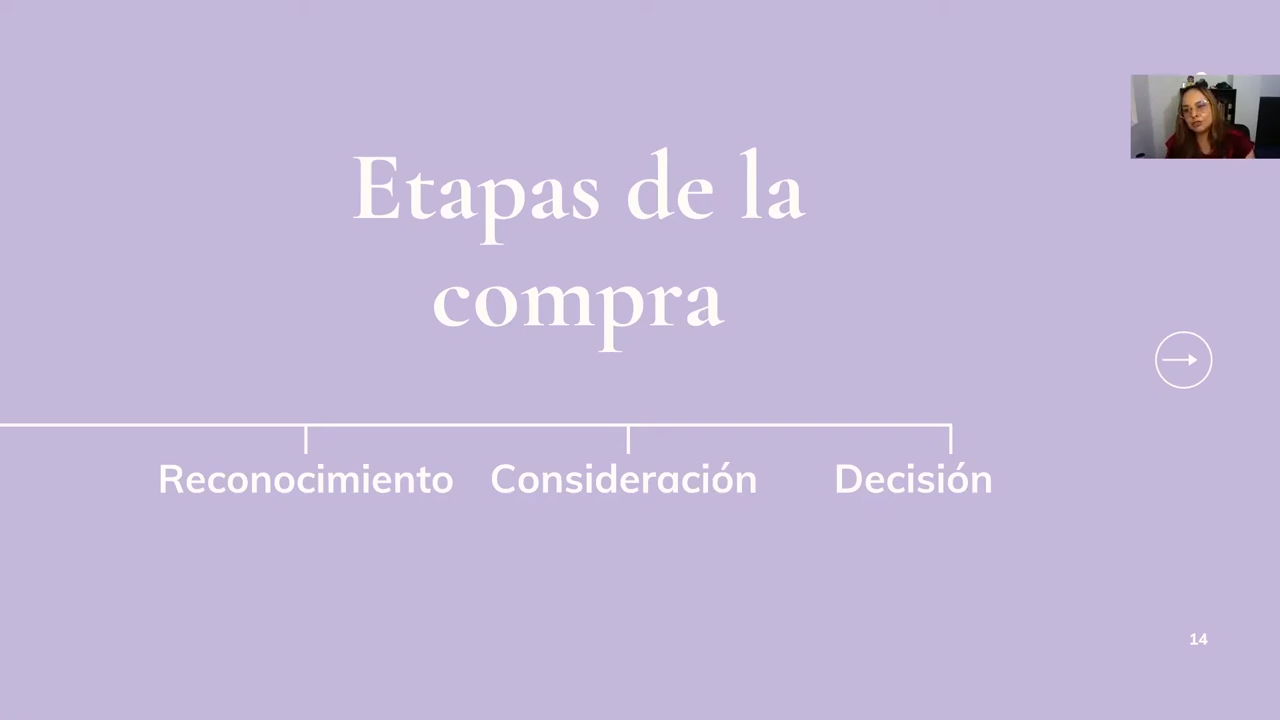 Etapas de la
compra
Reconocimiento Consideración Decisión
14